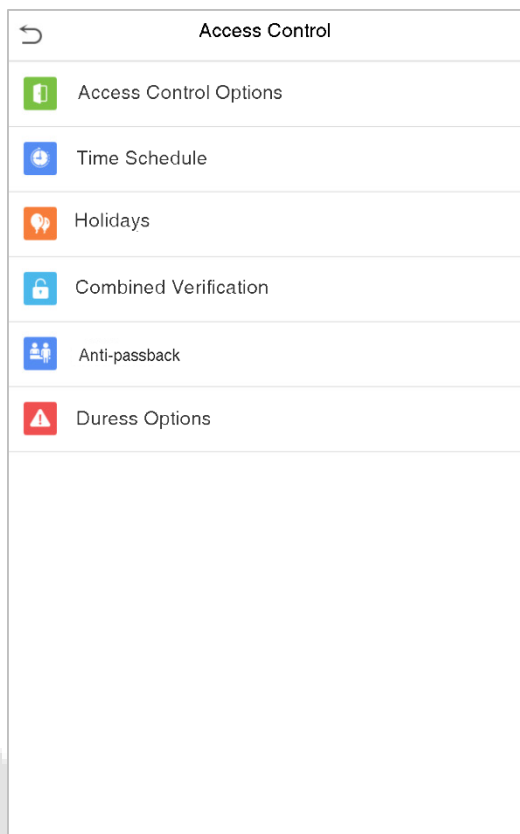 Access Control
Access Control Options
Time Schedule
Holidays
Combined Verification
Anti-passback
Duress Options